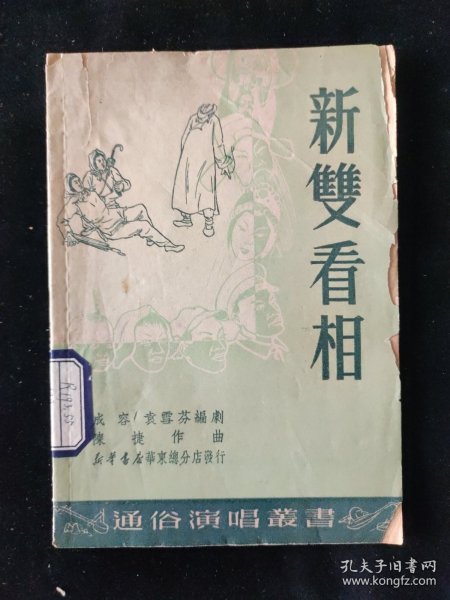 新雙看相
成容/袁雪芬編劇
陳捷作曲
新華書店華東總分店發行
通俗演唱叢書
孔夫子旧书网
www.kongfz.com